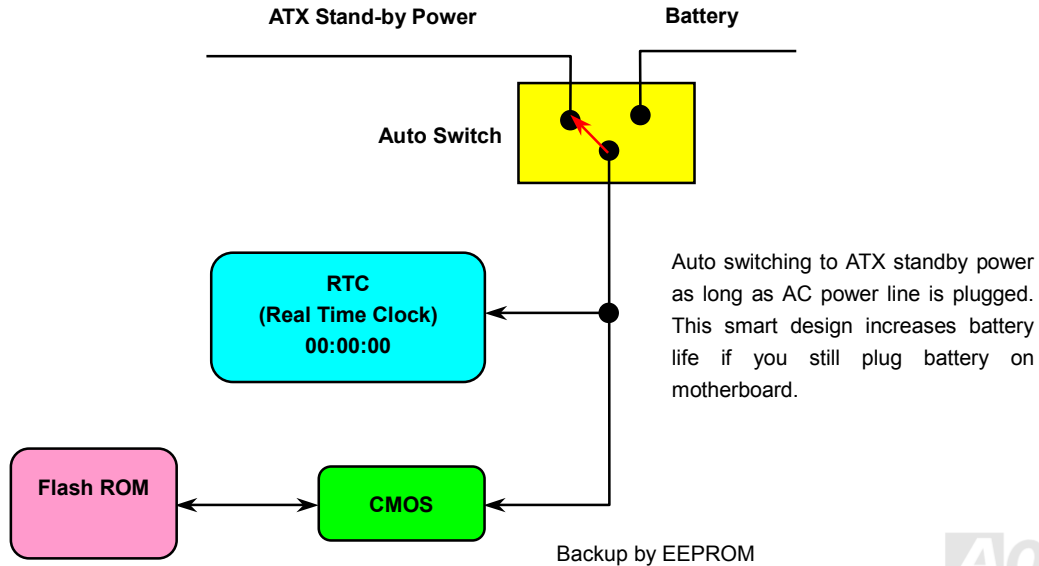 ATX Stand-by Power
Battery
Auto Switch
RTC
(Real Time Clock)
00:00:00
Auto switching to ATX standby power
as long as AC power line is plugged.
This smart design increases battery
life if you still plug battery on
motherboard.
Flash ROM
CMOS
Backup by EEPROM